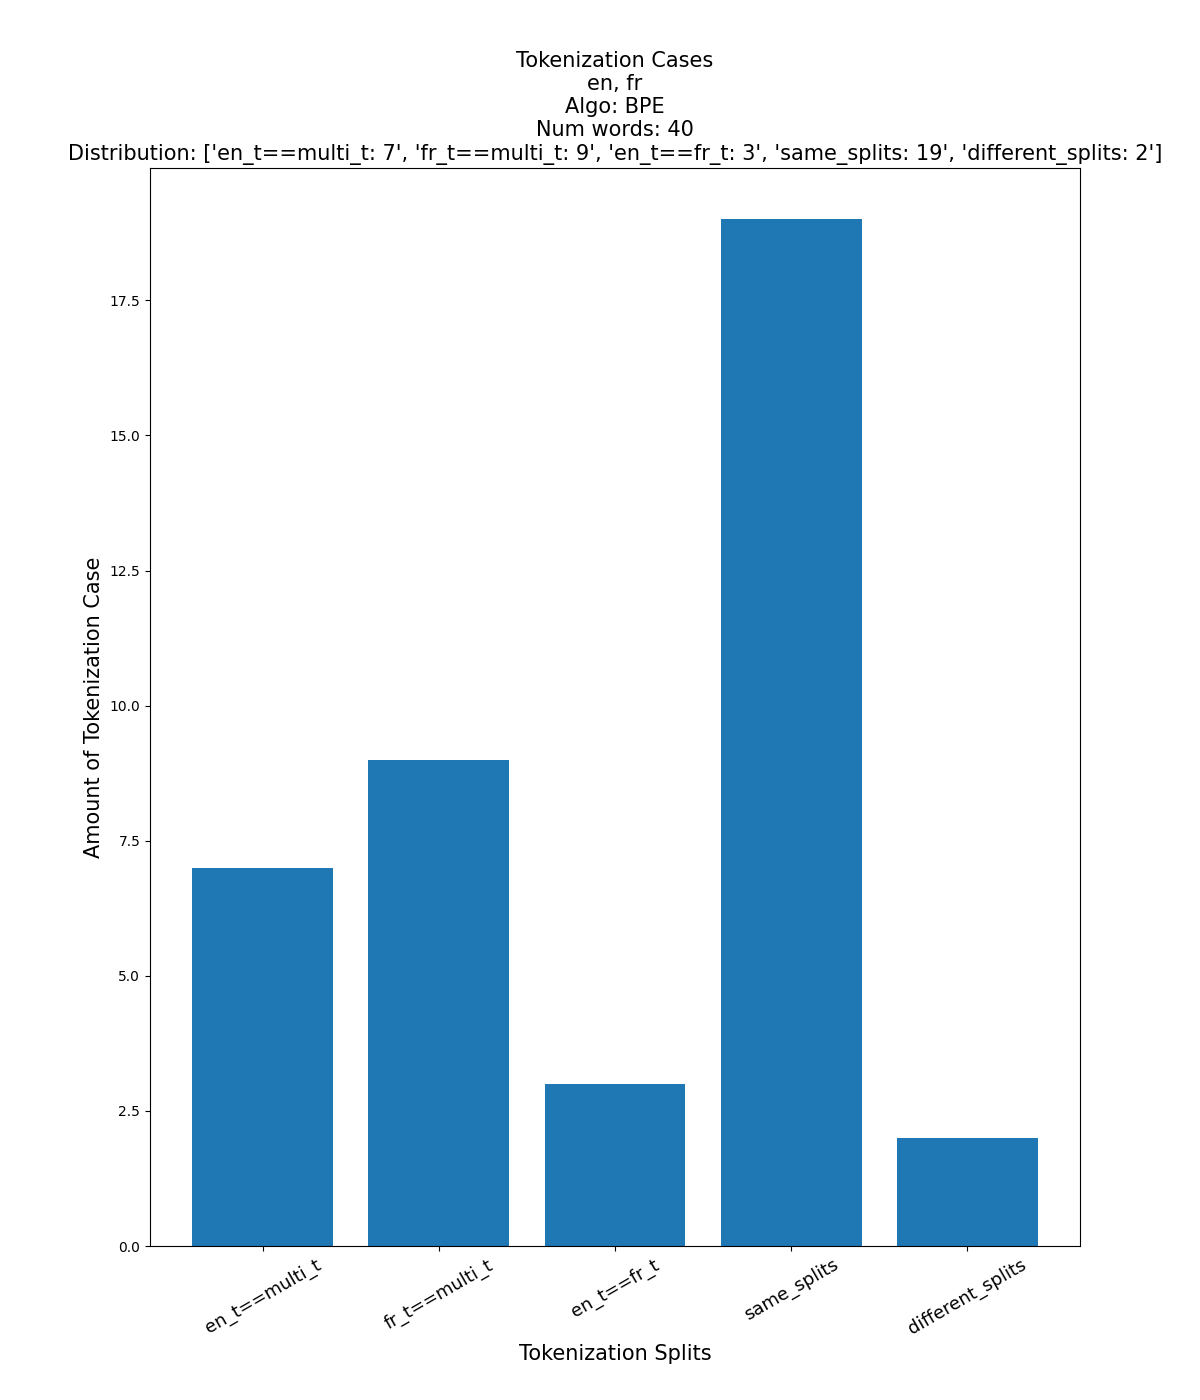 Tokenization Cases
en, fr
Algo: BPE
Num words: 40
Distribution: ['en_t==multi_t: 7', 'fr_t==multi_t: 9', 'en_t==fr_t: 3', 'same_splits: 19', 'different_splits: 2']
Amount of Tokenization Case
17.5
15.0
12.5
10.0
7.5
5.0
2.5
0.0
en_t==multi_t
fr_t==multi_t
en_t==fr_t
same_splits
different_splits
Tokenization Splits